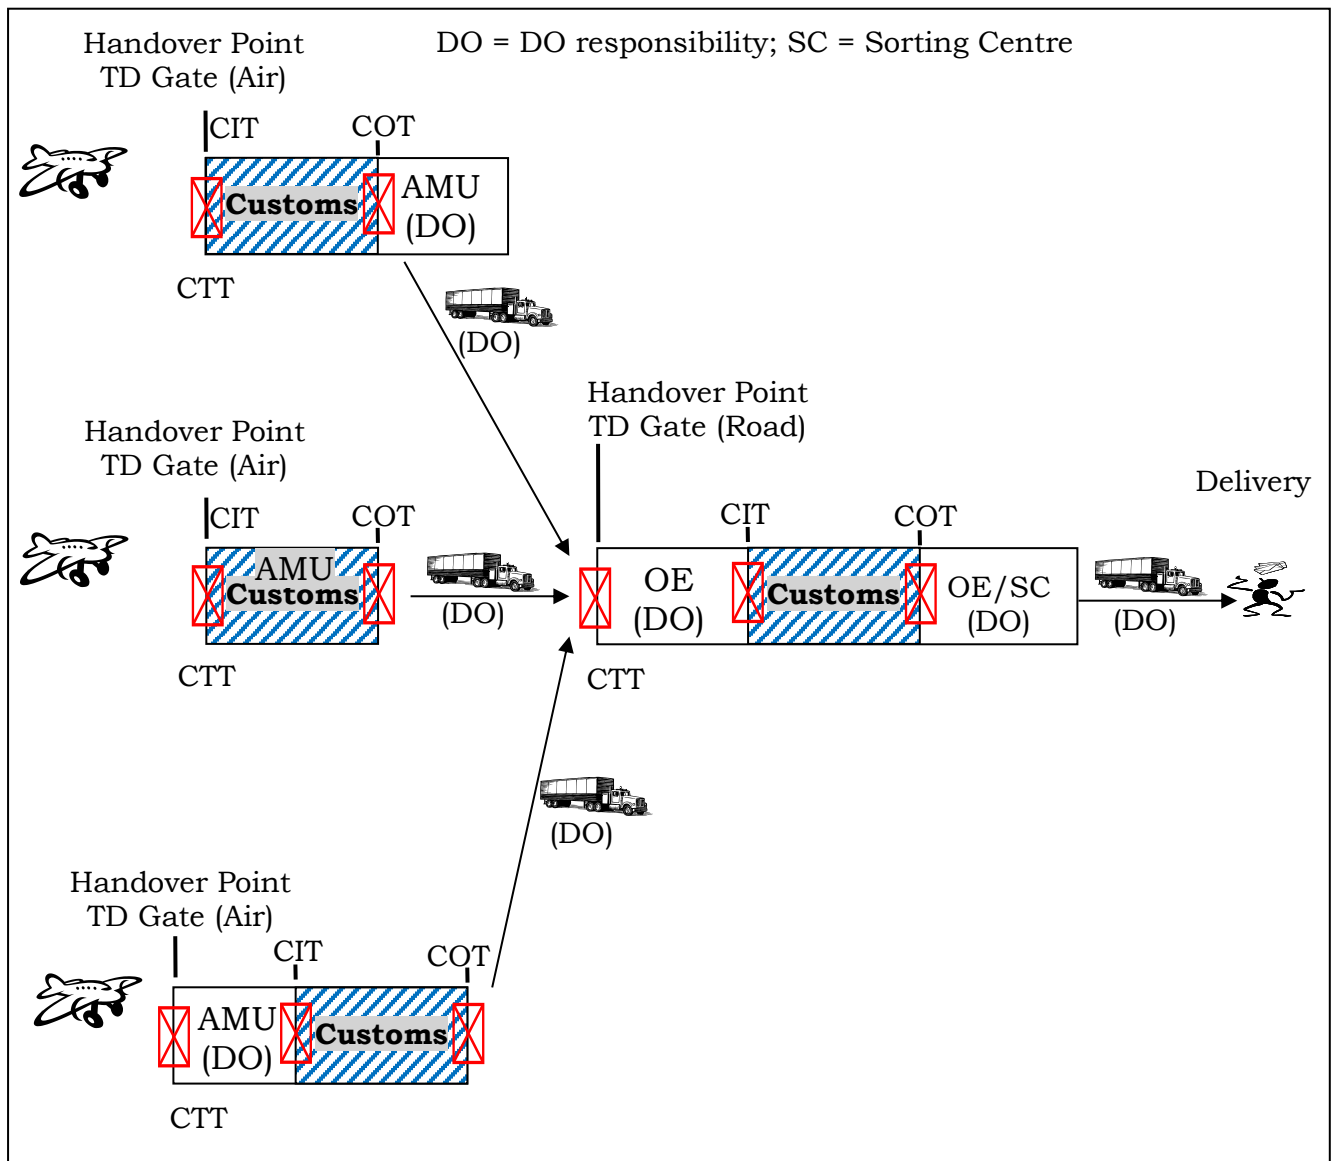 Handover Point
TD Gate (Air)
DO = DO responsibility; SC = Sorting Centre
CIT
COT
Customs
AMU
(DO)
CTT
(DO)
Handover Point
TD Gate (Road)
Handover Point
TD Gate (Air)
Delivery
CIT
COT
CIT
COT
AMU
Customs
(DO)
OE
(DO)
Customs
OE/SC
(DO)
(DO)
CTT
CTT
(DO)
Handover Point
TD Gate (Air)
CIT
COT
AMU
(DO)
Customs
CTT